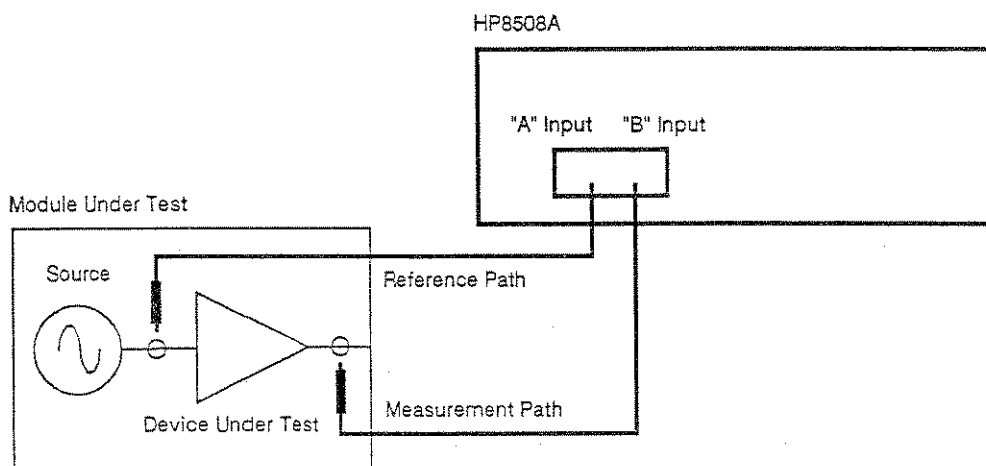 HP8508A
"A" Input "B" Input
Module Under Test
Source
Reference Path
Device Under Test
Measurement Path